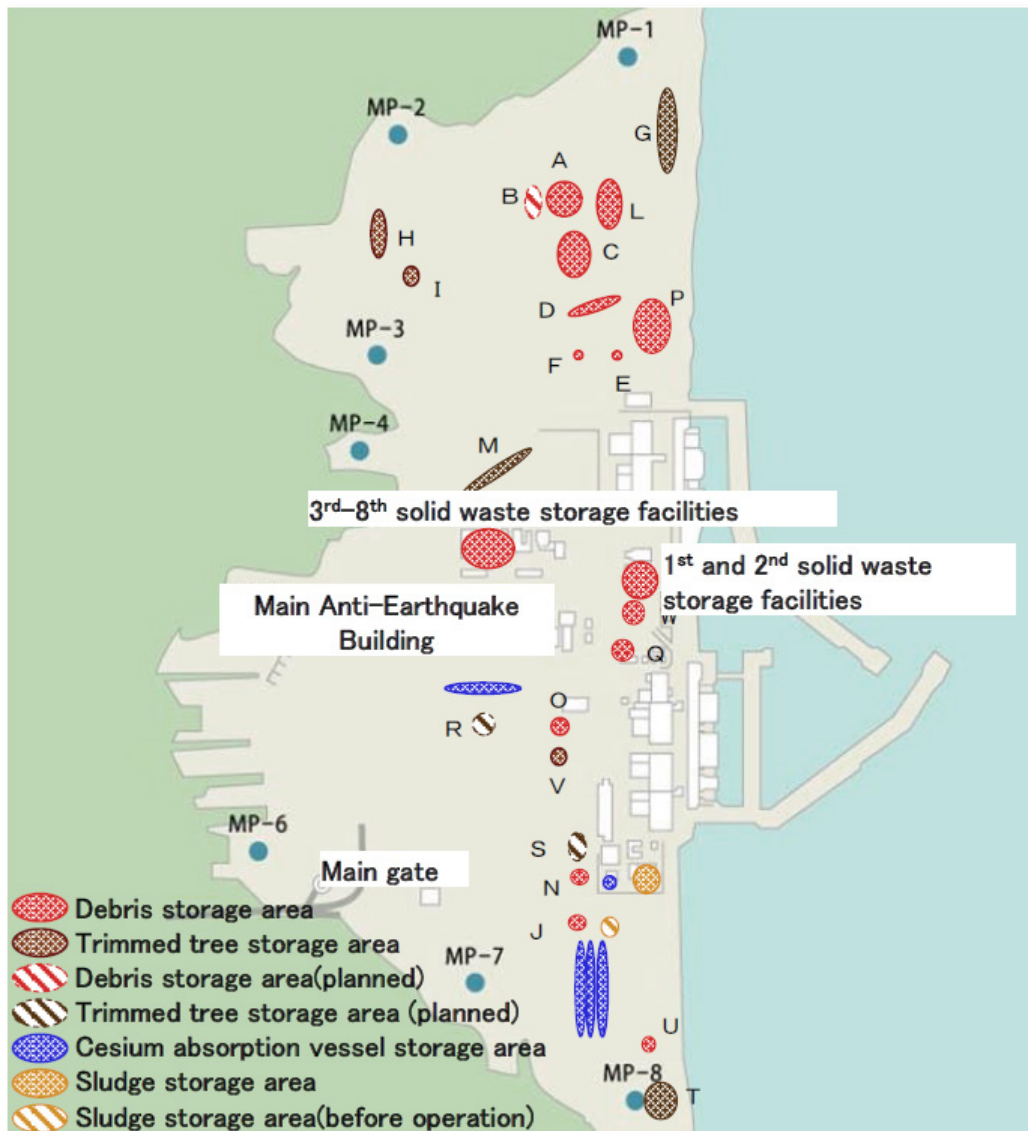 MP-1
MP-2
G
A
B
L
H
C
I
D
P
MP-3
F
E
MP-4
M
3rd-8th solid waste storage facilities
1st and 2nd solid waste
storage facilities
Main Anti-Earthquake
Building
W
Q
O
R
V
MP-6
S
Main gate
N
Debris storage area
J
Trimmed tree storage area
MP-7
Debris storage area(planned)
Trimmed tree storage area (planned)
U
Cesium absorption vessel storage area
MP-8
Sludge storage area
T
Sludge storage area(before operation)